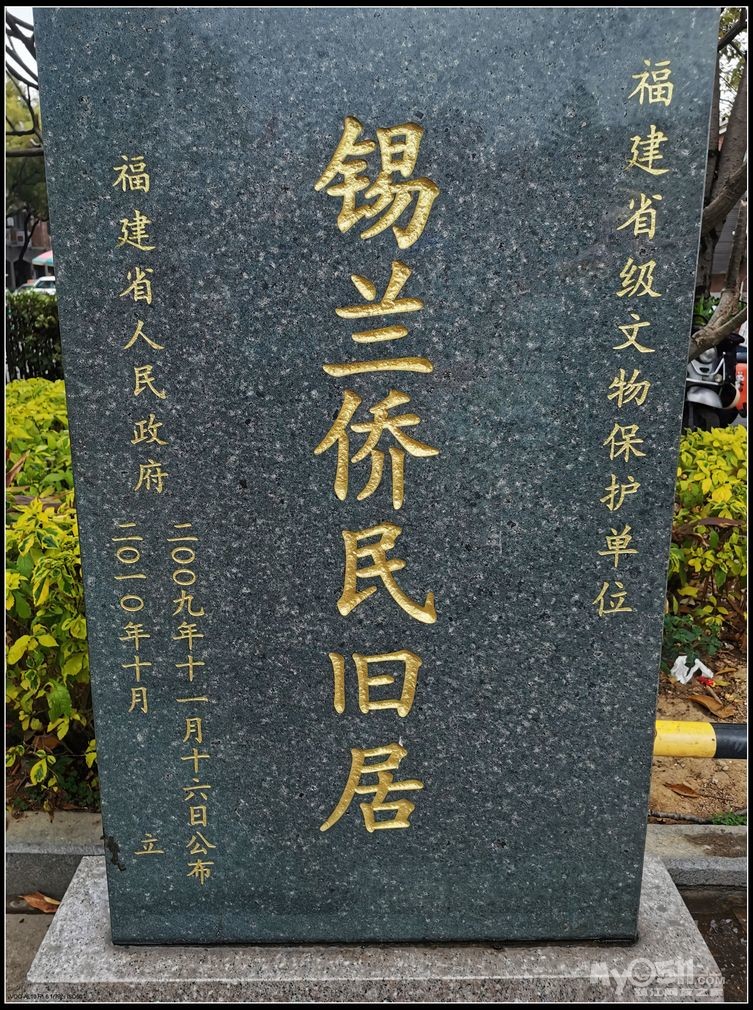 福建省级文物保护单位
锡兰侨民旧居
福建省人民政府
二〇〇九年十一月十六日公布
二〇一〇年十月 立